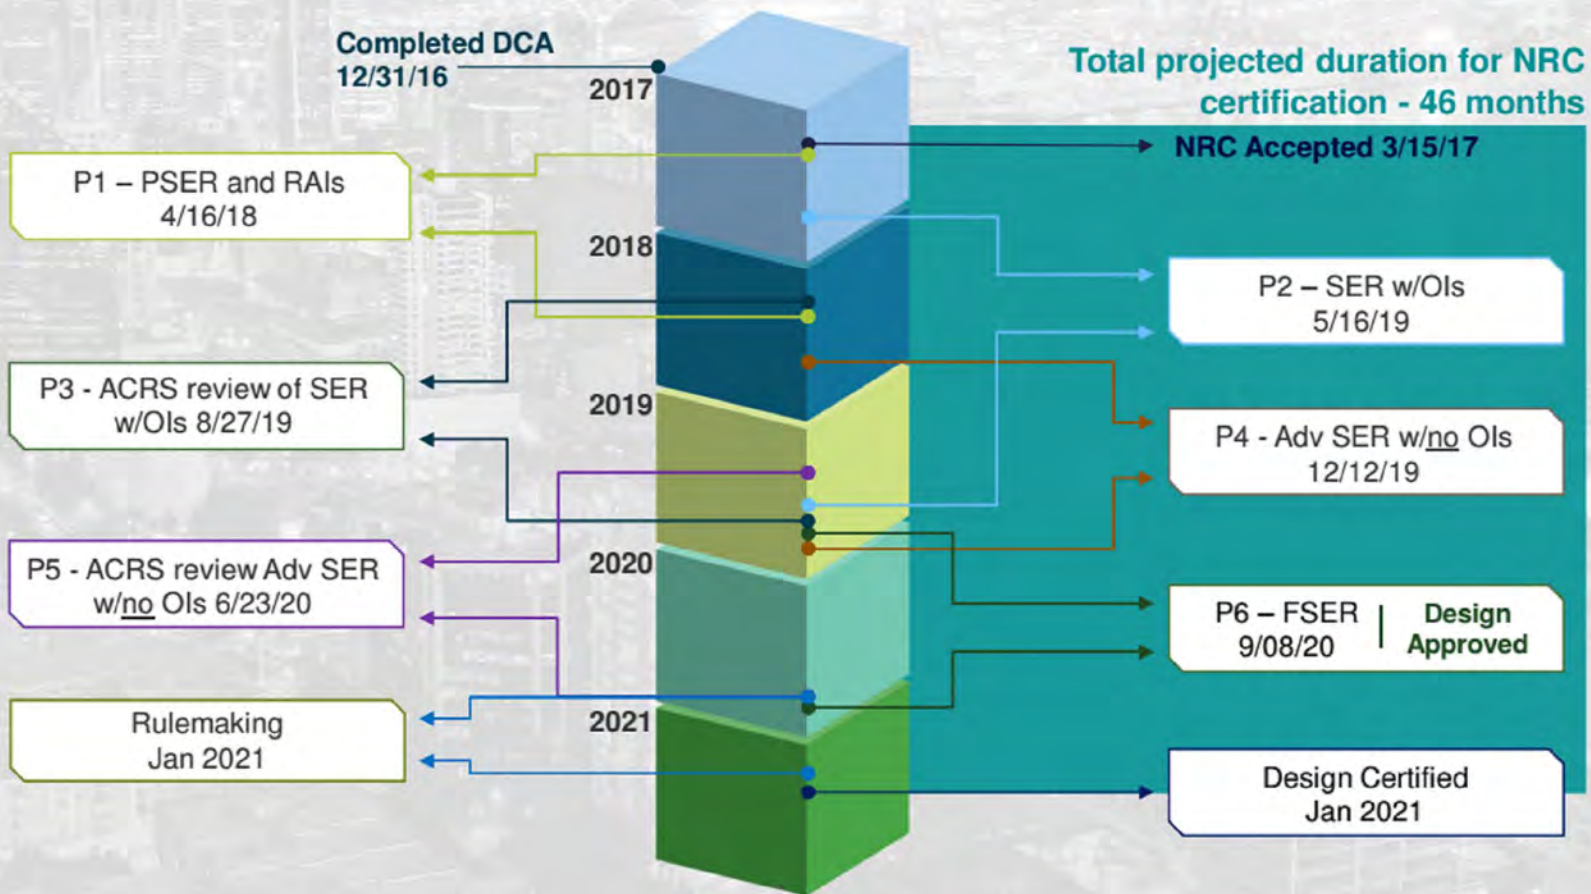 Completed DCA
12/31/16
Total projected duration for NRC
certification - 46 months
2017
NRC Accepted 3/15/17
P1 – PSER and RAIs
4/16/18
2018
P2 – SER w/OIs
5/16/19
P3 - ACRS review of SER
w/OIs 8/27/19
2019
P4 - Adv SER w/no OIs
12/12/19
P5 - ACRS review Adv SER
w/no OIs 6/23/20
2020
P6 – FSER
9/08/20
Design
Approved
Rulemaking
Jan 2021
2021
Design Certified
Jan 2021